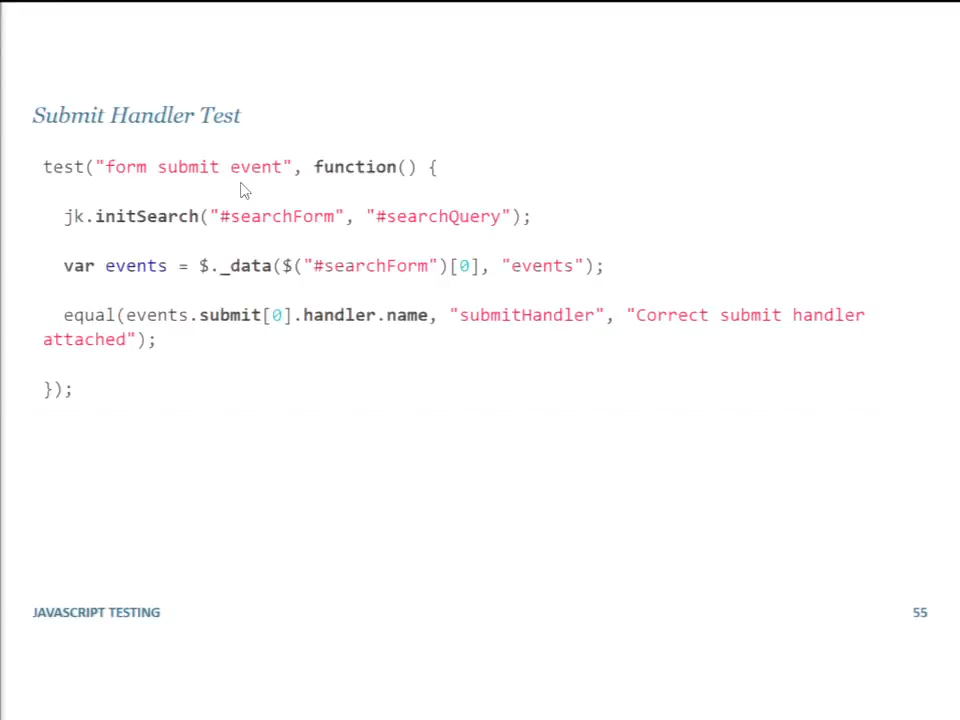 Submit Handler Test
test("form submit event", function() {
jk.initSearch("#searchForm", "#searchQuery");
var events = $._data($("#searchForm")[0], "events");
equal(events.submit[0].handler.name, "submitHandler", "Correct submit handler
attached");
});
JAVASCRIPT TESTING
55